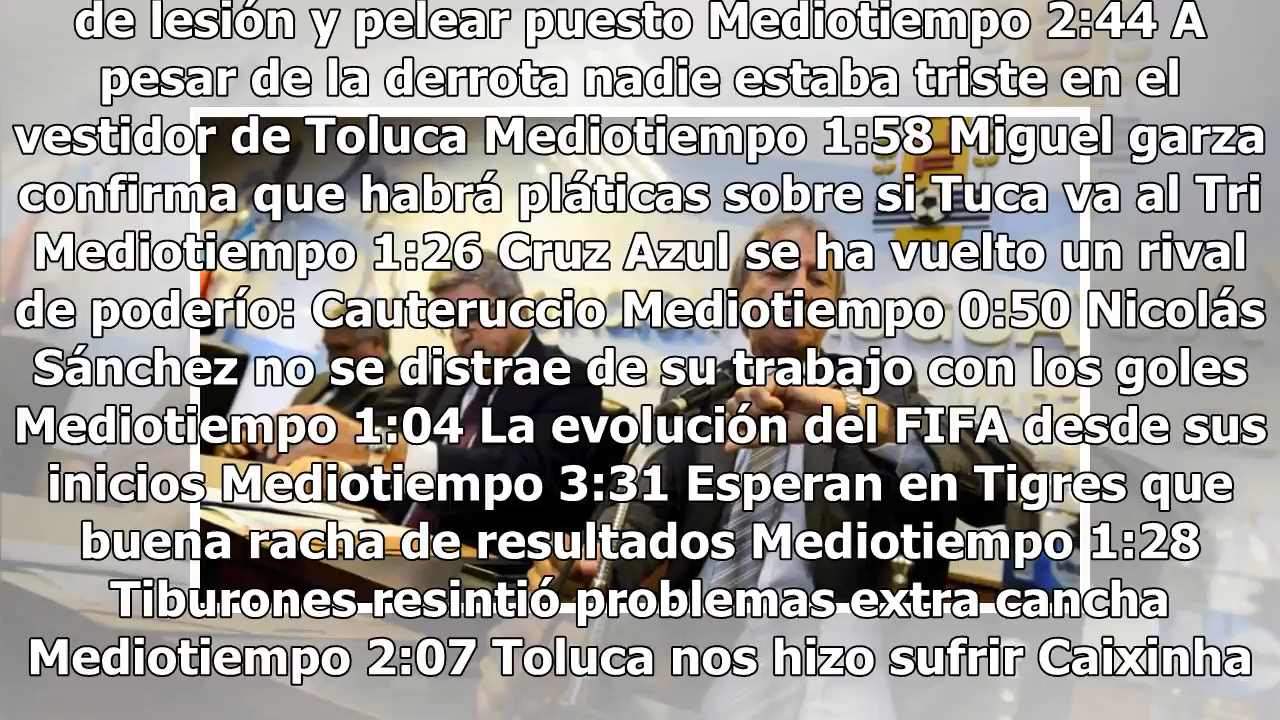 de lesión y pelear puesto Mediotiempo 2:44 A
pesar de la derrota nadie estaba triste en el
vestidor de Toluca Mediotiempo 1:58 Miguel garza
confirma que habrá pláticas sobre si Tuca va al Tri
Mediotiempo 1:26 Cruz Azul se ha vuelto un rival
de poderío: Cauteruccio Mediotiempo 0:50 Nicolás
Sánchez no se distrae de su trabajo con los goles
Mediotiempo 1:04 La evolución del FIFA desde sus
inicios Mediotiempo 3:31 Esperan en Tigres que
buena racha de resultados Mediotiempo 1:28
Tiburones resintió problemas extra cancha
Mediotiempo 2:07 Toluca nos hizo sufrir Caixinha